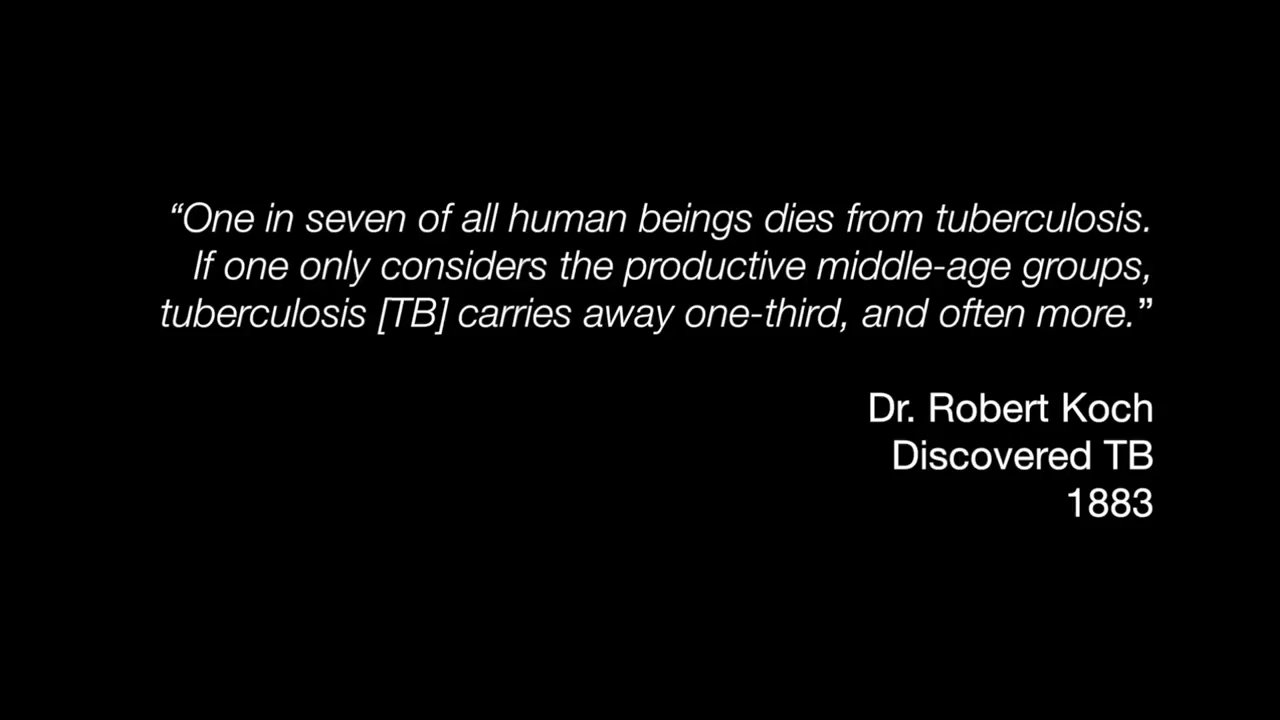 “One in seven of all human beings dies from tuberculosis.
If one only considers the productive middle-age groups,
tuberculosis [TB] carries away one-third, and often more.”
Dr. Robert Koch
Discovered TB
1883